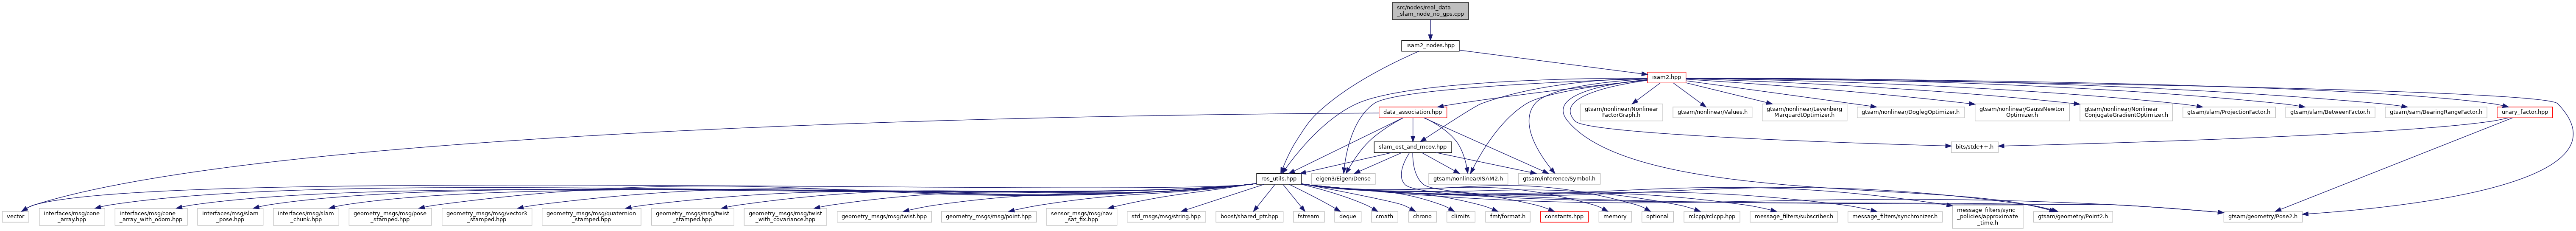 src/nodes/real_data
_slam_node_no_gps.cpp
isam2_nodes.hpp
isam2.hpp
data_association.hpp
gtsam/nonlinear/Nonlinear
FactorGraph.h
gtsam/nonlinear/Values.h
gtsam/nonlinear/Levenberg
MarquardtOptimizer.h
gtsam/nonlinear/DoglegOptimizer.h
gtsam/nonlinear/GaussNewton
Optimizer.h
gtsam/nonlinear/Nonlinear
ConjugateGradientOptimizer.h
gtsam/slam/ProjectionFactor.h
gtsam/slam/BetweenFactor.h
gtsam/sam/BearingRangeFactor.h
unary_factor.hpp
slam_est_and_mcov.hpp
bits/stdc++.h
ros_utils.hpp
eigen3/Eigen/Dense
gtsam/nonlinear/ISAM2.h
gtsam/inference/Symbol.h
vector
interfaces/msg/cone
_array.hpp
interfaces/msg/cone
_array_with_odom.hpp
interfaces/msg/slam
_pose.hpp
interfaces/msg/slam
_chunk.hpp
geometry_msgs/msg/pose
_stamped.hpp
geometry_msgs/msg/vector3
_stamped.hpp
geometry_msgs/msg/quaternion
_stamped.hpp
geometry_msgs/msg/twist
_stamped.hpp
geometry_msgs/msg/twist
_with_covariance.hpp
geometry_msgs/msg/twist.hpp
geometry_msgs/msg/point.hpp
sensor_msgs/msg/nav
_sat_fix.hpp
std_msgs/msg/string.hpp
boost/shared_ptr.hpp
fstream
deque
cmath
chrono
climits
fmt/format.h
constants.hpp
memory
optional
rclcpp/rclcpp.hpp
message_filters/subscriber.h
message_filters/synchronizer.h
message_filters/sync
_policies/approximate
_time.h
gtsam/geometry/Point2.h
gtsam/geometry/Pose2.h